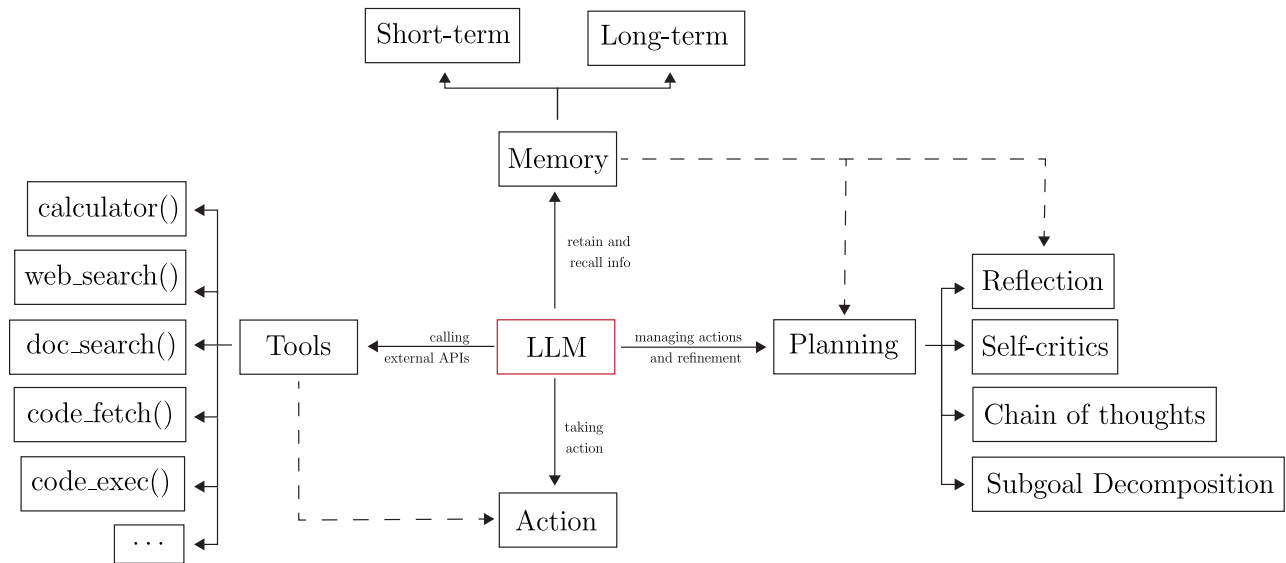 Short-term
Long-term
Memory
calculator()
retain and
recall info
web_search()
Reflection
doc_search()
Tools
calling
external APIs
LLM
managing actions
and refinement
Planning
Self-critics
code_fetch()
taking
action
Chain of thoughts
code_exec()
Subgoal Decomposition
Action
...